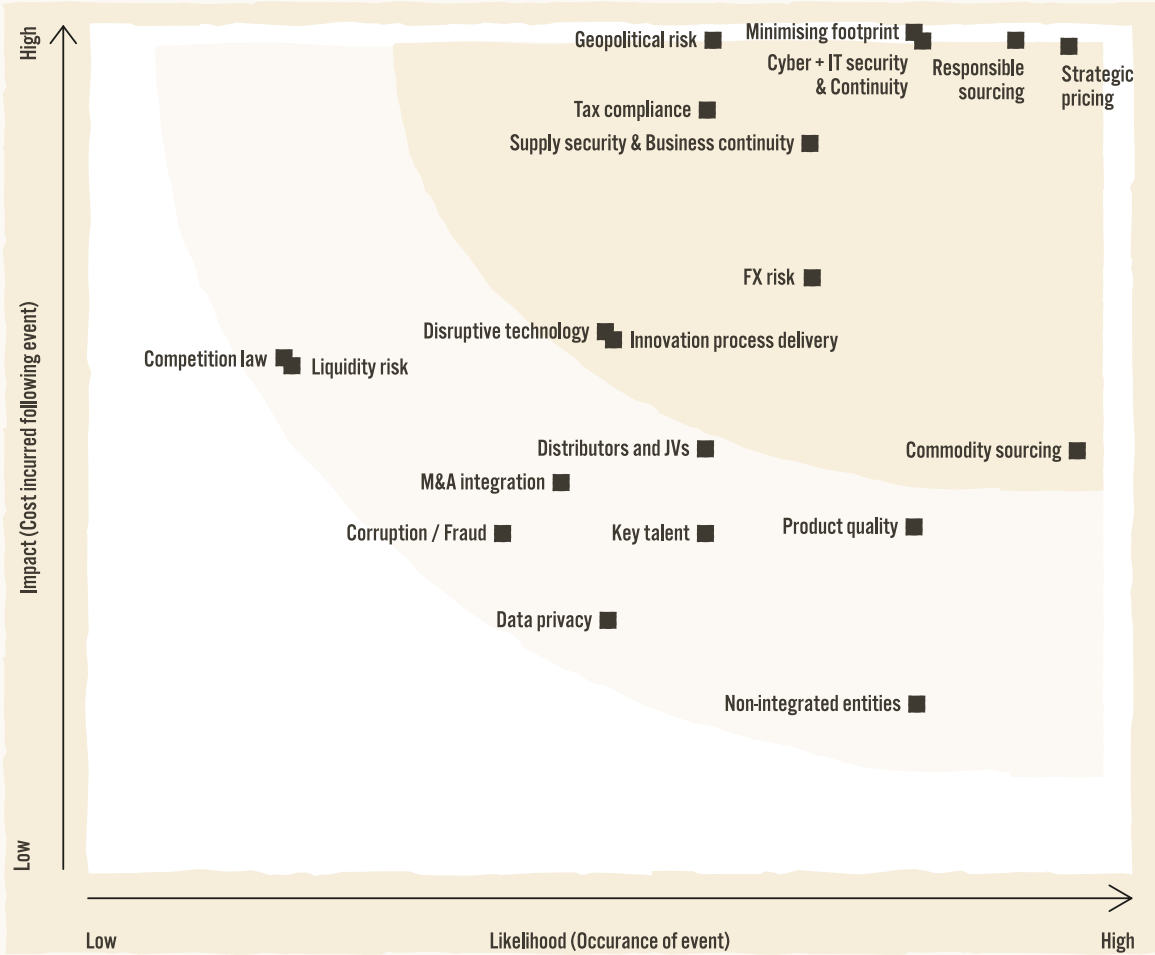 High
Impact (Cost incurred following event)
Low
Geopolitical risk
Minimising footprint
Cyber + IT security
& Continuity
Responsible
sourcing
Strategic
pricing
Tax compliance
Supply security & Business continuity
FX risk
Disruptive technology
Innovation process delivery
Competition law
Liquidity risk
Distributors and JVs
Commodity sourcing
M&A integration
Corruption / Fraud
Key talent
Product quality
Data privacy
Non-integrated entities
Low
Likelihood (Occurance of event)
High